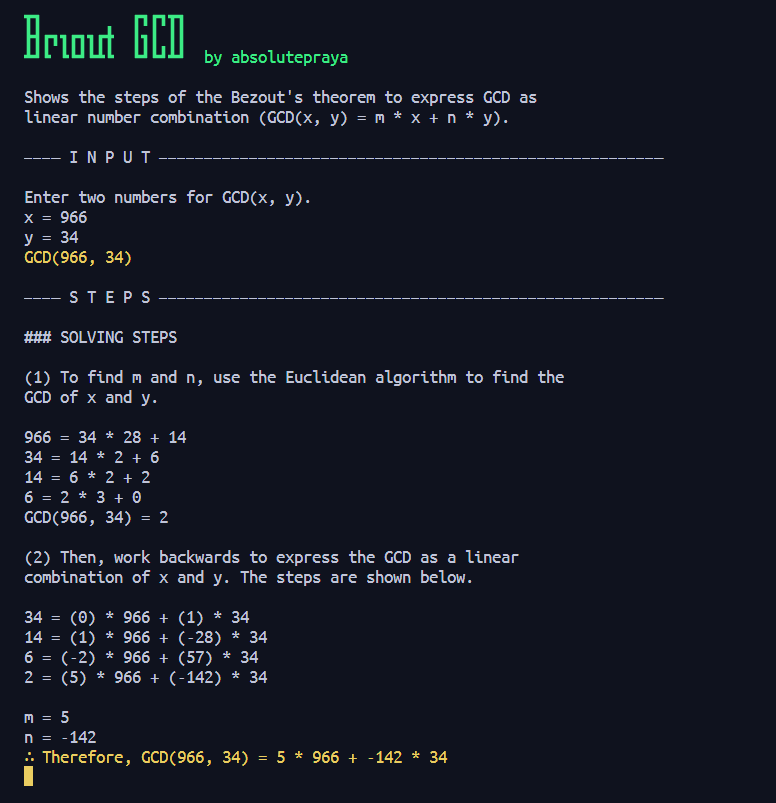 Briout GCD by absolutepraya
Shows the steps of the Bezout's theorem to express GCD as
linear number combination (GCD(x, y) = m * x + n * y).
———— I N P U T ————————————————————————————————————————————————————————
Enter two numbers for GCD(x, y).
x = 966
y = 34
GCD(966, 34)
———— S T E P S ————————————————————————————————————————————————————————
### SOLVING STEPS
(1) To find m and n, use the Euclidean algorithm to find the
GCD of x and y.
966 = 34 * 28 + 14
34 = 14 * 2 + 6
14 = 6 * 2 + 2
6 = 2 * 3 + 0
GCD(966, 34) = 2
(2) Then, work backwards to express the GCD as a linear
combination of x and y. The steps are shown below.
34 = (0) * 966 + (1) * 34
14 = (1) * 966 + (-28) * 34
6 = (-2) * 966 + (57) * 34
2 = (5) * 966 + (-142) * 34
m = 5
n = -142
∴ Therefore, GCD(966, 34) = 5 * 966 + -142 * 34